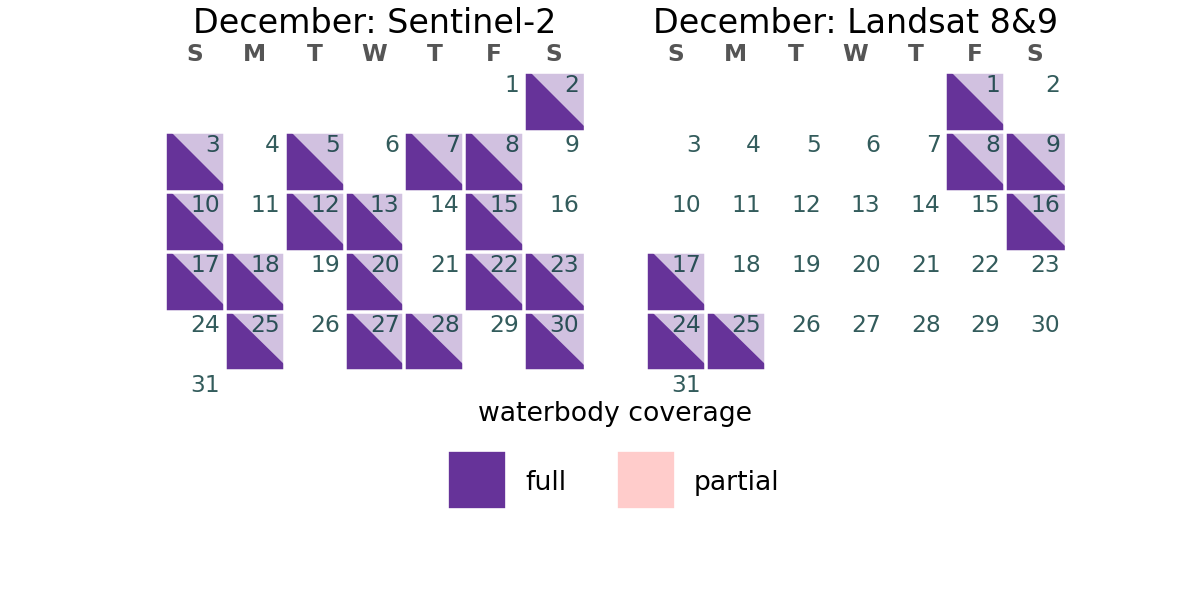 December: Sentinel-2
S M T W T F S
1 2
3 4 5 6 7 8 9
10 11 12 13 14 15 16
17 18 19 20 21 22 23
24 25 26 27 28 29 30
31
December: Landsat 8&9
S M T W T F S
1 2
3 4 5 6 7 8 9
10 11 12 13 14 15 16
17 18 19 20 21 22 23
24 25 26 27 28 29 30
31
waterbody coverage
full partial